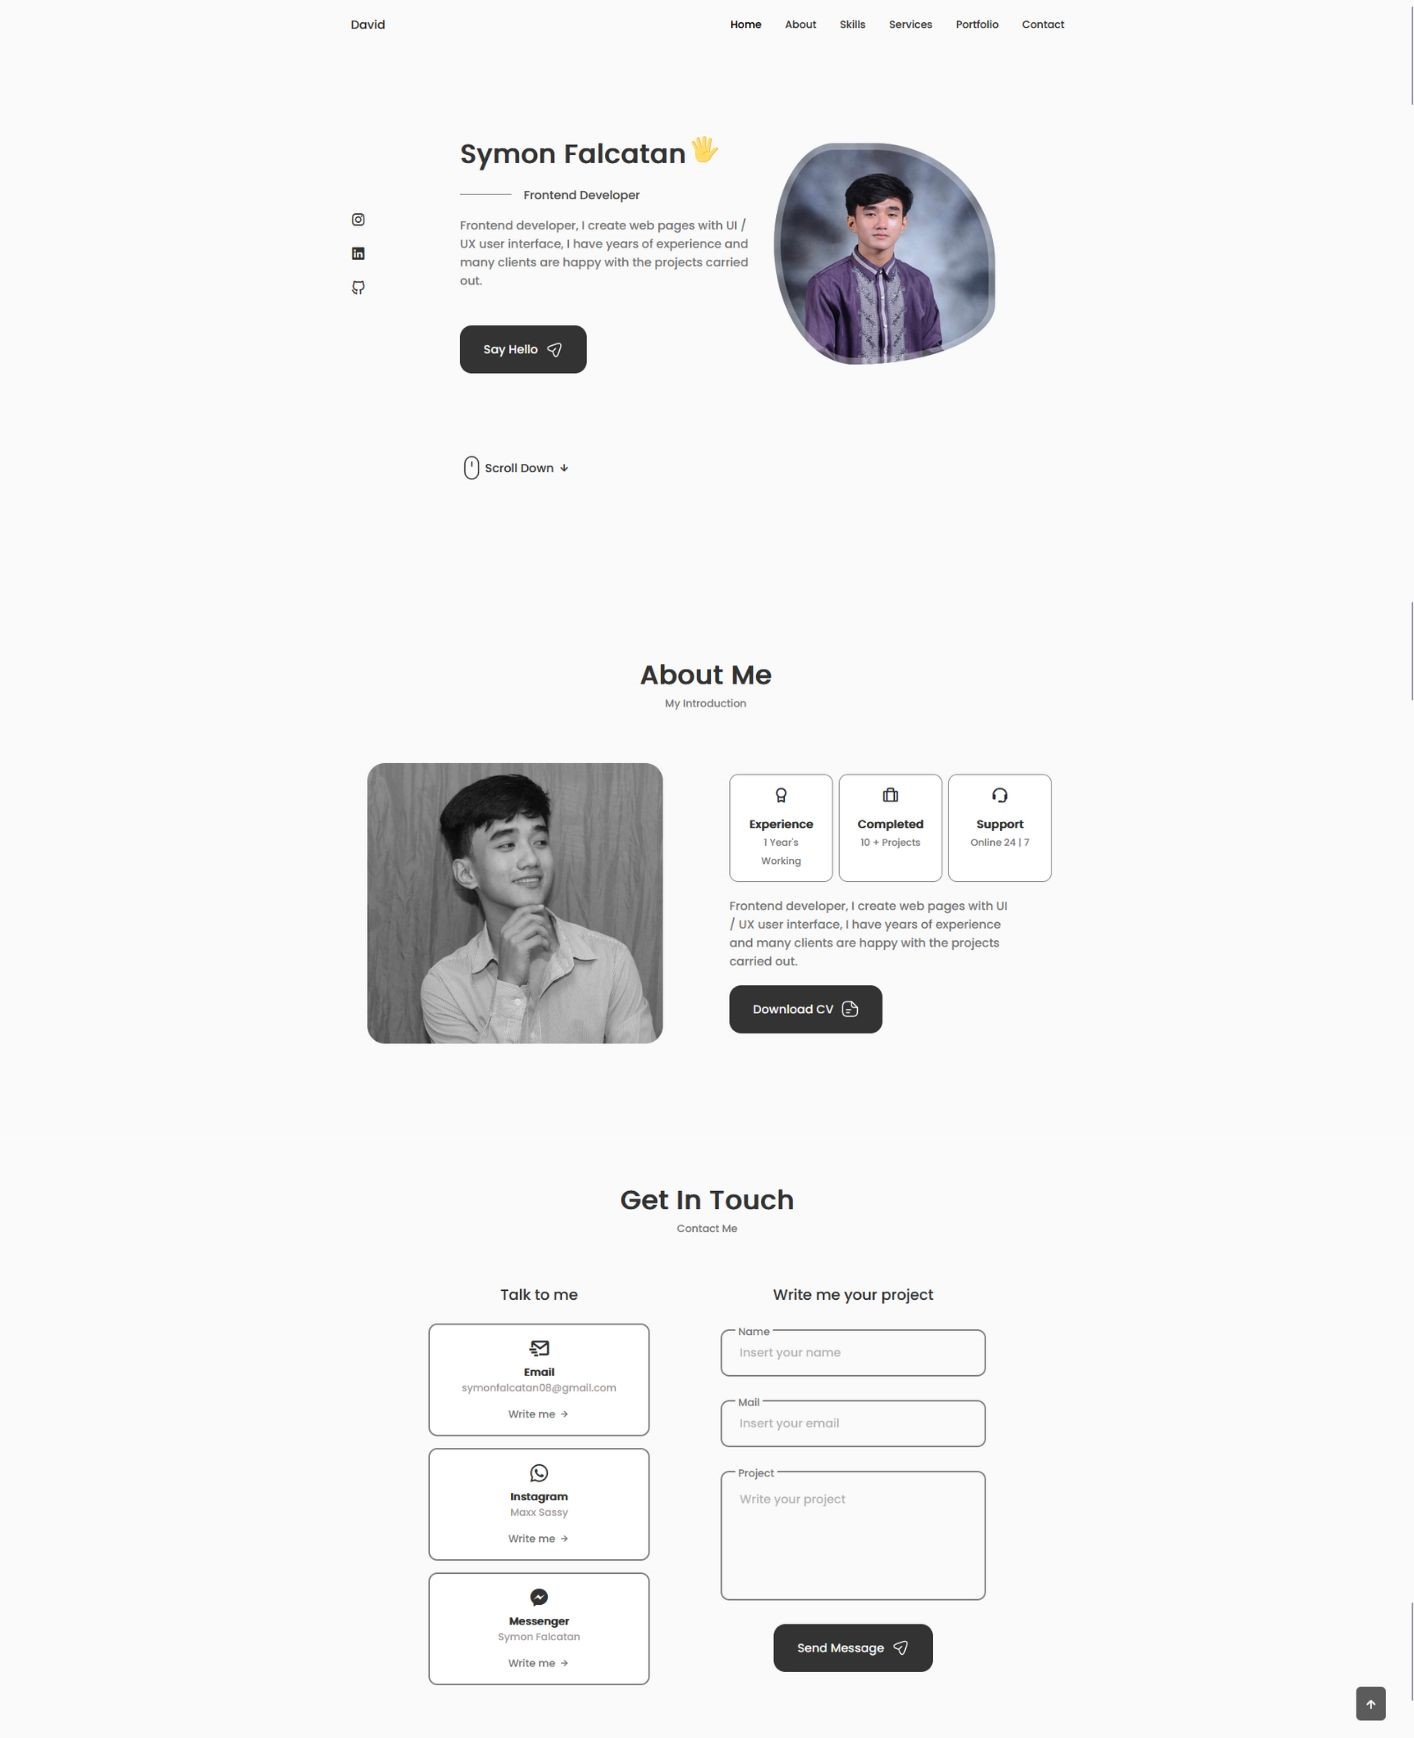 David
Home About Skills Services Portfolio Contact
Symon Falcatan
Frontend Developer
Frontend developer, I create web pages with UI /
UX user interface, I have years of experience and
many clients are happy with the projects carried
out.
Say Hello
Scroll Down
About Me
My Introduction
Experience
1 Year's
Working
Completed
10 + Projects
Support
Online 24 | 7
Frontend developer, I create web pages with UI
/ UX user interface, I have years of experience
and many clients are happy with the projects
carried out.
Download CV
Get In Touch
Contact Me
Talk to me
Email
symonfalcatan08@gmail.com
Write me
Instagram
Maxx Sassy
Write me
Messenger
Symon Falcatan
Write me
Write me your project
Name
Insert your name
Mail
Insert your email
Project
Write your project
Send Message